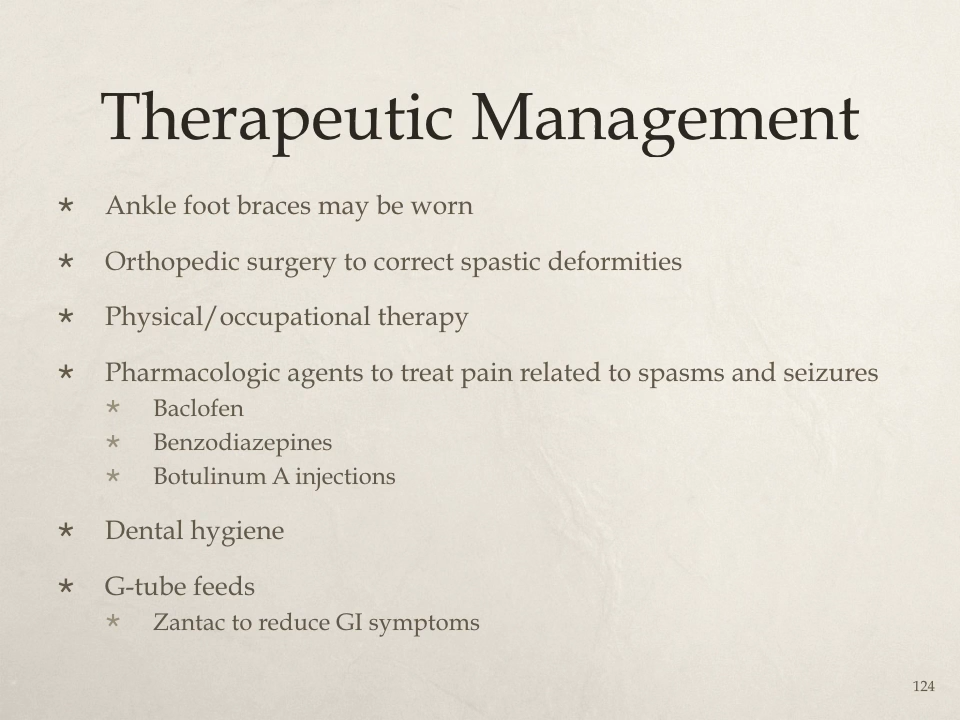 Therapeutic Management
* Ankle foot braces may be worn
* Orthopedic surgery to correct spastic deformities
* Physical/occupational therapy
* Pharmacologic agents to treat pain related to spasms and seizures
* Baclofen
* Benzodiazepines
* Botulinum A injections
* Dental hygiene
* G-tube feeds
* Zantac to reduce GI symptoms
124